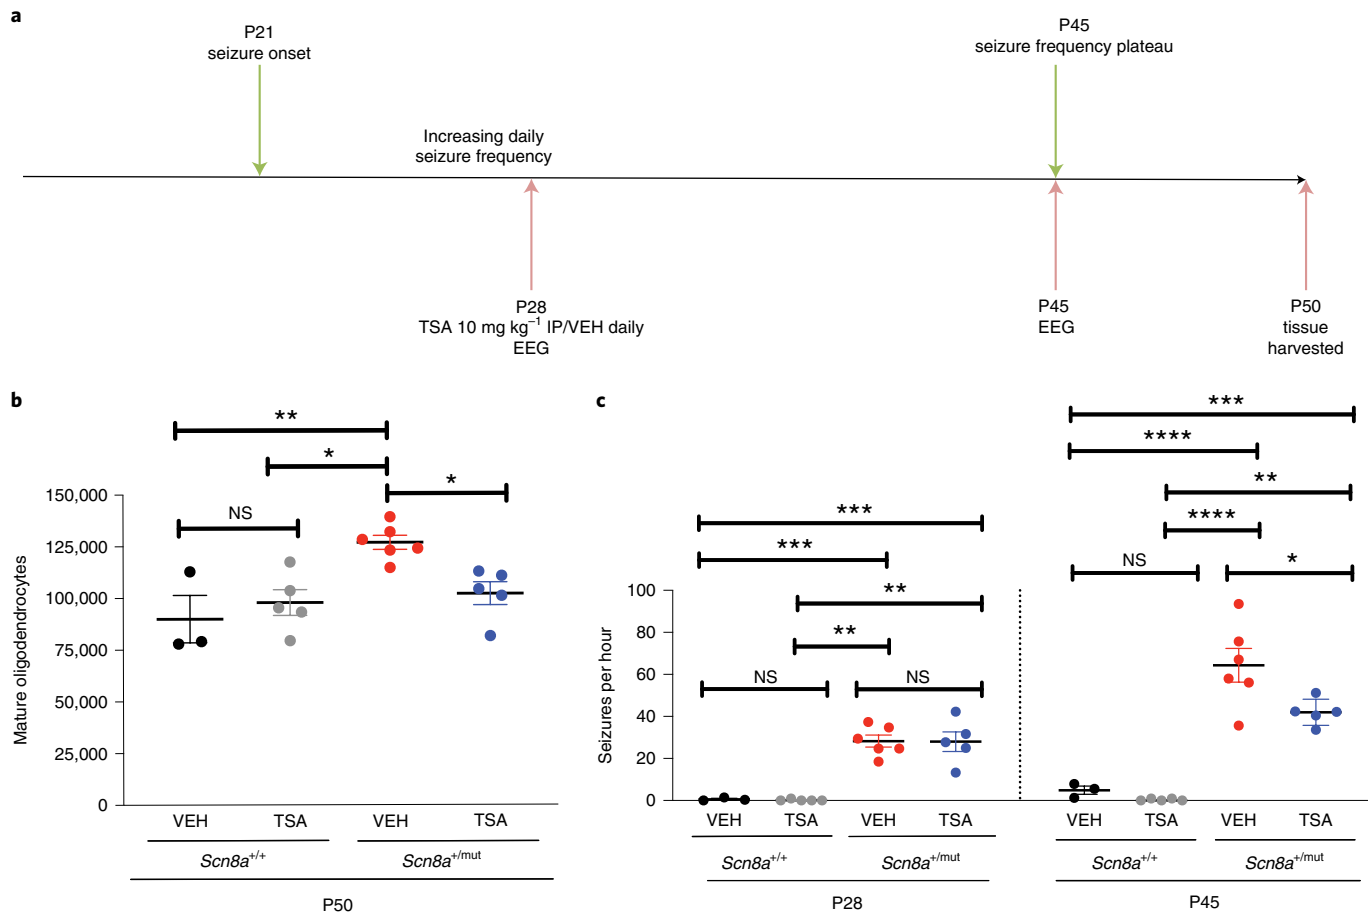 a
P21
seizure onset
P45
seizure frequency plateau
Increasing daily
seizure frequency
P28
TSA 10 mg kg⁻¹ IP/VEH daily
EEG
P45
EEG
P50
tissue
harvested
b
**
*
*
NS
150,000
125,000
100,000
75,000
50,000
25,000
0
Mature oligodendrocytes
VEH
TSA
VEH
TSA
Scn8a⁺/⁺
Scn8a⁺/ᵐᵘᵗ
P50
c
***
****
**
****
NS
*
***
***
**
**
NS
NS
100
80
60
40
20
0
Seizures per hour
VEH
TSA
VEH
TSA
VEH
TSA
VEH
TSA
Scn8a⁺/⁺
Scn8a⁺/ᵐᵘᵗ
Scn8a⁺/⁺
Scn8a⁺/ᵐᵘᵗ
P28
P45